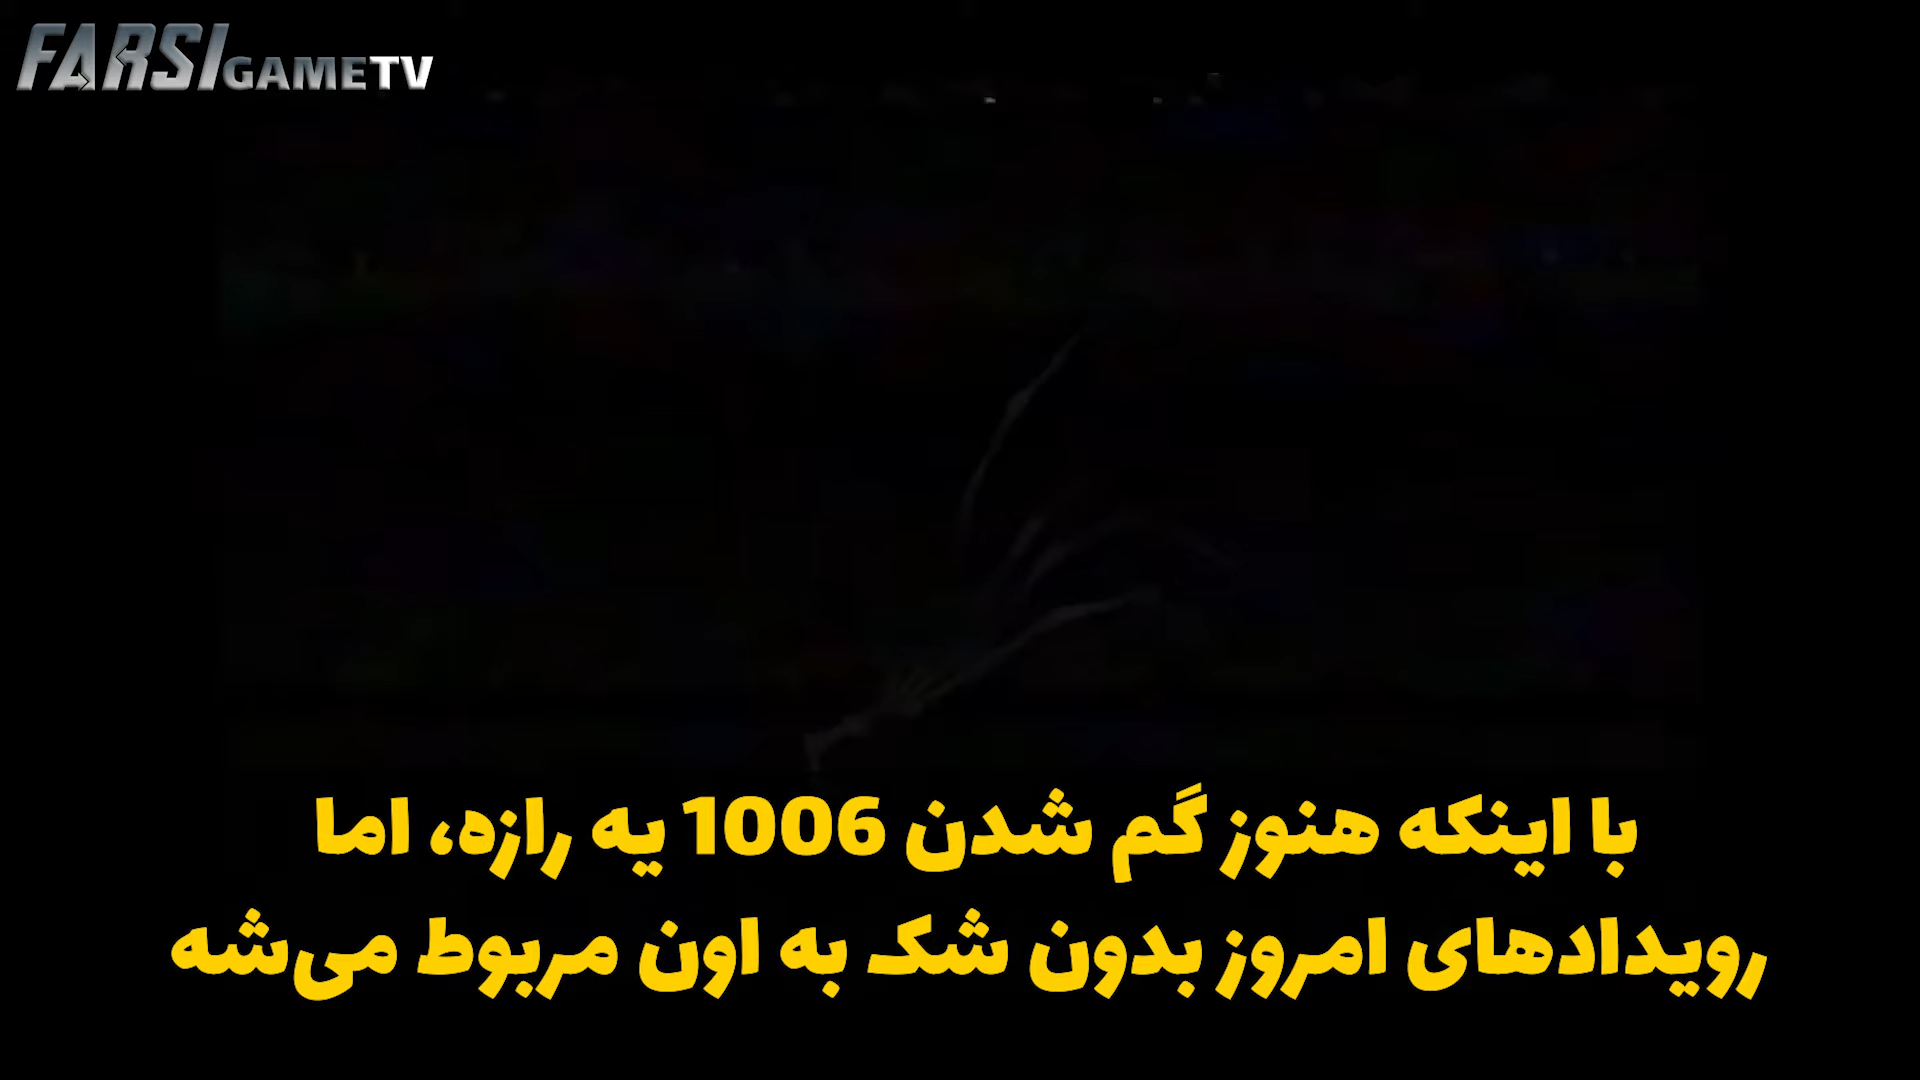 FARSIGAMETV
با اینکه هنوز گم شدن 1006 یه رازه، اما
رویدادهای امروز بدون شک به اون مربوط می‌شه